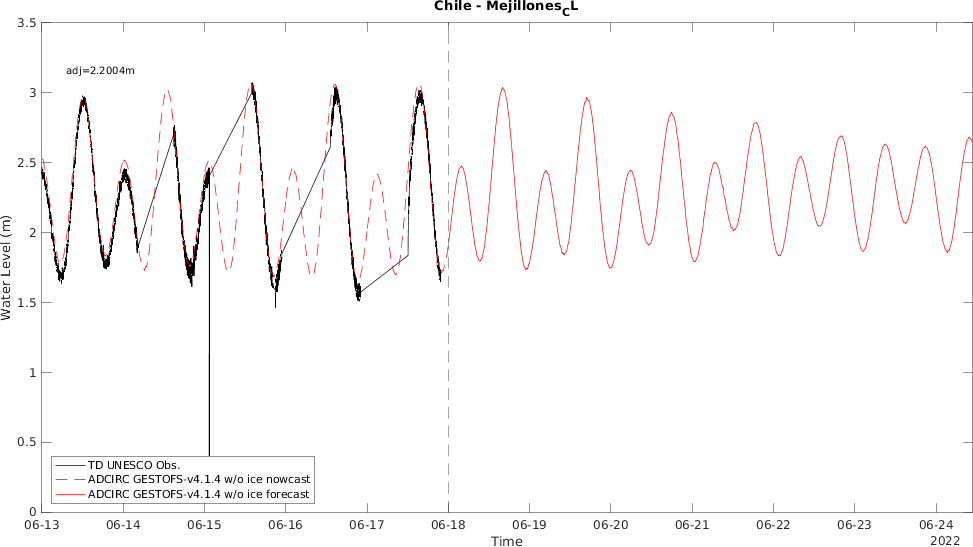 Chile - Mejillones_CL
adj=2.2004m
3.5
3
2.5
2
1.5
1
0.5
0
Water Level (m)
TD UNESCO Obs.
ADCIRC GESTOFS-v4.1.4 w/o ice nowcast
ADCIRC GESTOFS-v4.1.4 w/o ice forecast
06-13 06-14 06-15 06-16 06-17 06-18 06-19 06-20 06-21 06-22 06-23 06-24
Time
2022